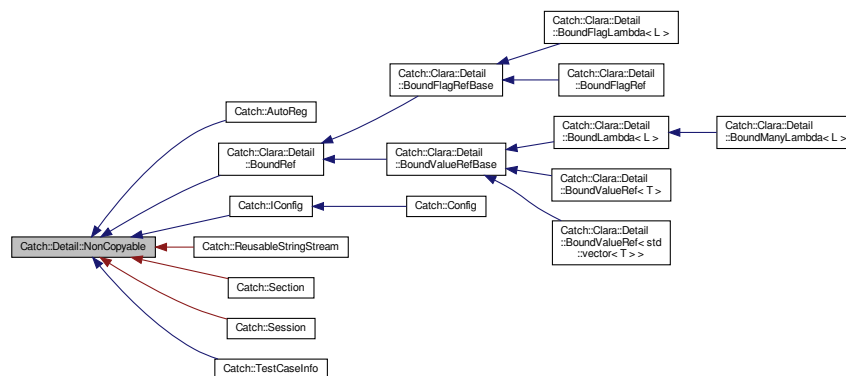 Catch::Clara::Detail
::BoundFlagLambda< L >
Catch::Clara::Detail
::BoundFlagRefBase
Catch::Clara::Detail
::BoundFlagRef
Catch::AutoReg
Catch::Clara::Detail
::BoundLambda< L >
Catch::Clara::Detail
::BoundManyLambda< L >
Catch::Clara::Detail
::BoundRef
Catch::Clara::Detail
::BoundValueRefBase
Catch::Clara::Detail
::BoundValueRef< T >
Catch::IConfig
Catch::Config
Catch::Clara::Detail
::BoundValueRef< std
::vector< T > >
Catch::Detail::NonCopyable
Catch::ReusableStringStream
Catch::Section
Catch::Session
Catch::TestCaseInfo